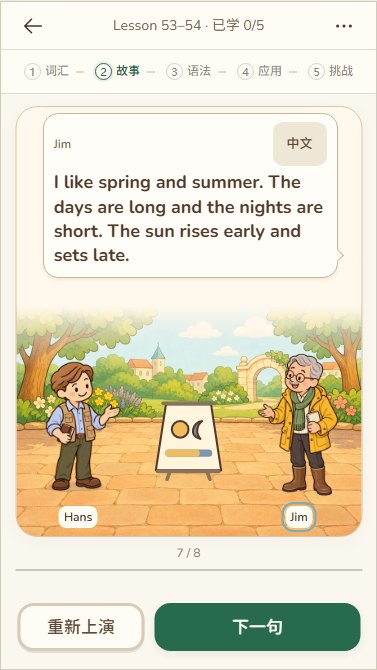 Lesson 53–54 · 已学 0/5
1 词汇 — 2 故事 — 3 语法 — 4 应用 — 5 挑战
Jim
中文
I like spring and summer. The
days are long and the nights are
short. The sun rises early and
sets late.
Hans
Jim
7 / 8
重新上演
下一句